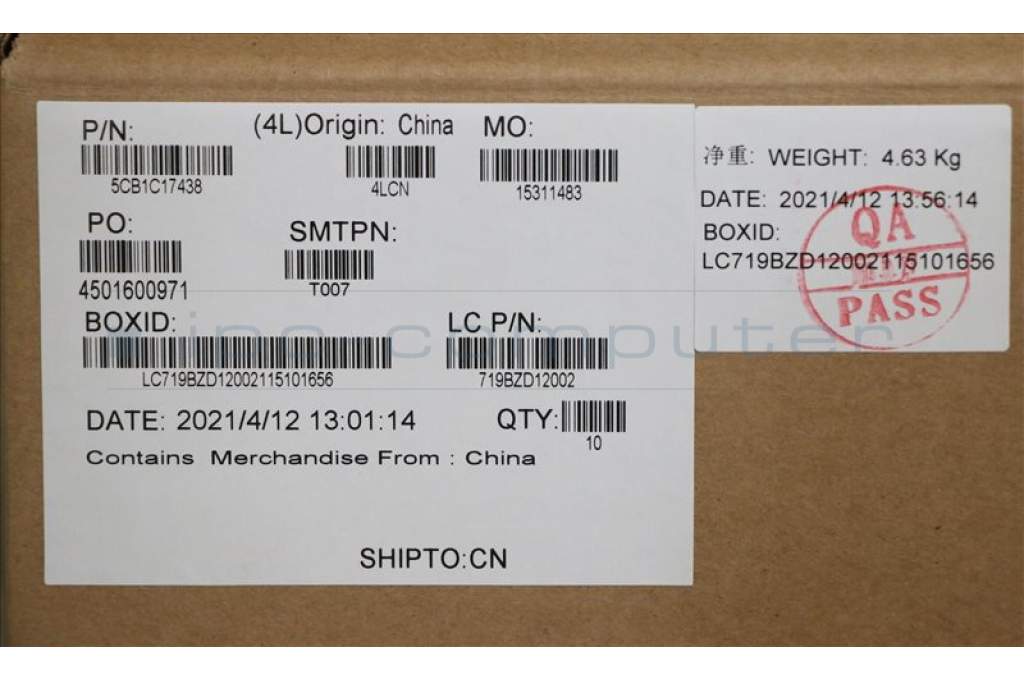 P/N:
5CB1C17438
(4L)Origin: China
4LCN
MO:
15311483
PO:
4501600971
SMTPN:
T007
BOXID:
LC719BZD12002115101656
LC P/N:
719BZD12002
DATE: 2021/4/12 13:01:14
QTY:
10
Contains Merchandise From : China
SHIPTO:CN
净重: WEIGHT: 4.63 Kg
DATE: 2021/4/12 13:56:14
BOXID:
LC719BZD12002115101656
QA
PASS
computer